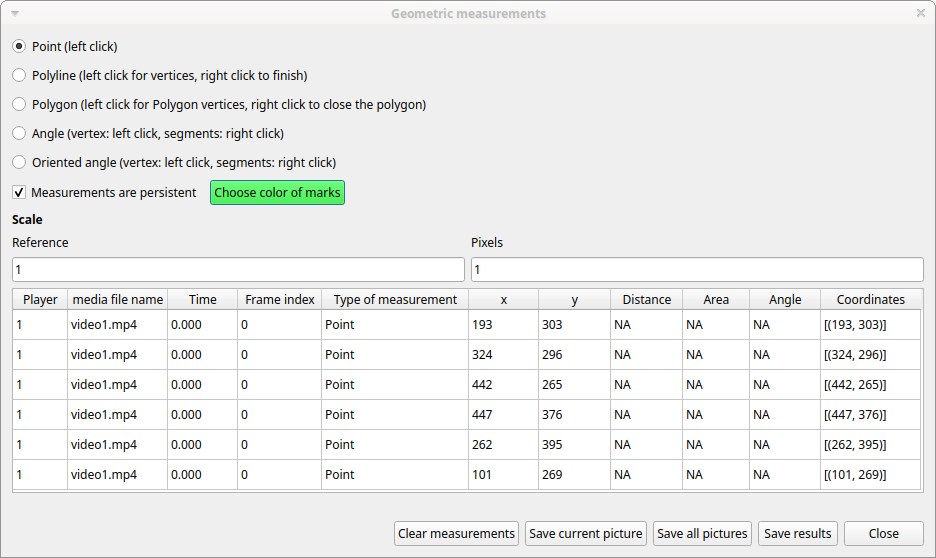 Geometric measurements
Point (left click)
Polyline (left click for vertices, right click to finish)
Polygon (left click for Polygon vertices, right click to close the polygon)
Angle (vertex: left click, segments: right click)
Oriented angle (vertex: left click, segments: right click)
Measurements are persistent Choose color of marks
Scale
Reference Pixels
1 1
Player media file name Time Frame index Type of measurement x y Distance Area Angle Coordinates
1 video1.mp4 0.000 0 Point 193 303 NA NA NA [(193, 303)]
1 video1.mp4 0.000 0 Point 324 296 NA NA NA [(324, 296)]
1 video1.mp4 0.000 0 Point 442 265 NA NA NA [(442, 265)]
1 video1.mp4 0.000 0 Point 447 376 NA NA NA [(447, 376)]
1 video1.mp4 0.000 0 Point 262 395 NA NA NA [(262, 395)]
1 video1.mp4 0.000 0 Point 101 269 NA NA NA [(101, 269)]
Clear measurements Save current picture Save all pictures Save results Close